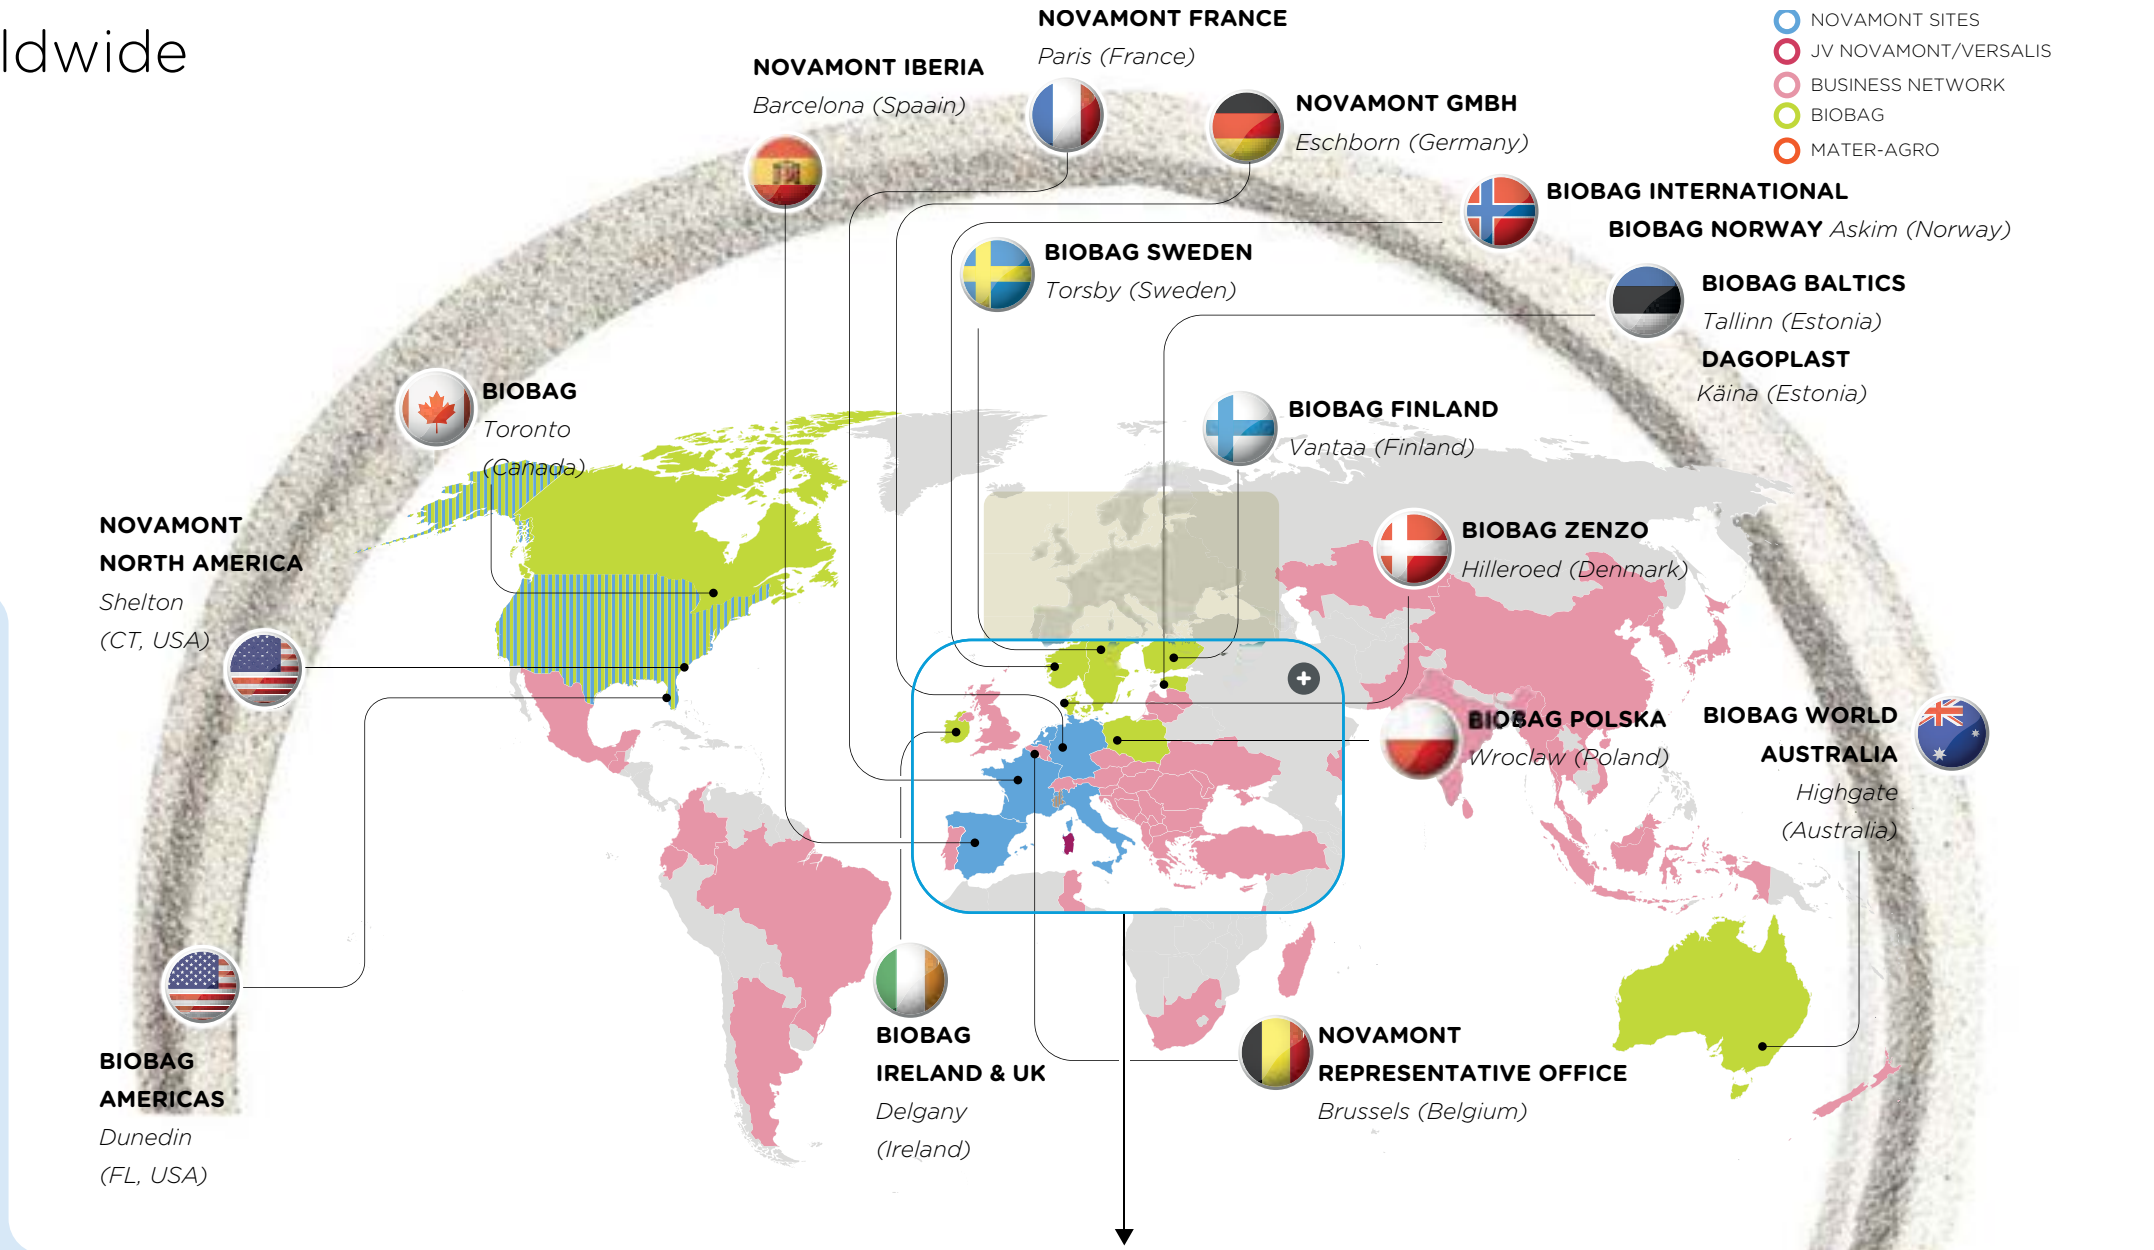 ldwide
NOVAMONT FRANCE
Paris (France)
NOVAMONT IBERIA
Barcelona (Spaain)
NOVAMONT GMBH
Eschborn (Germany)
NOVAMONT SITES
JV NOVAMONT/VERSALIS
BUSINESS NETWORK
BIOBAG
MATER-AGRO
BIOBAG INTERNATIONAL
BIOBAG NORWAY Askim (Norway)
BIOBAG SWEDEN
Torsby (Sweden)
BIOBAG BALTICS
Tallinn (Estonia)
DAGOPLAST
Käina (Estonia)
BIOBAG
Toronto
(Canada)
BIOBAG FINLAND
Vantaa (Finland)
NOVAMONT
NORTH AMERICA
Shelton
(CT, USA)
BIOBAG ZENZO
Hilleroed (Denmark)
BIOBAG POLSKA
Wroclaw (Poland)
BIOBAG WORLD
AUSTRALIA
Highgate
(Australia)
BIOBAG
AMERICAS
Dunedin
(FL, USA)
BIOBAG
IRELAND & UK
Delgany
(Ireland)
NOVAMONT
REPRESENTATIVE OFFICE
Brussels (Belgium)